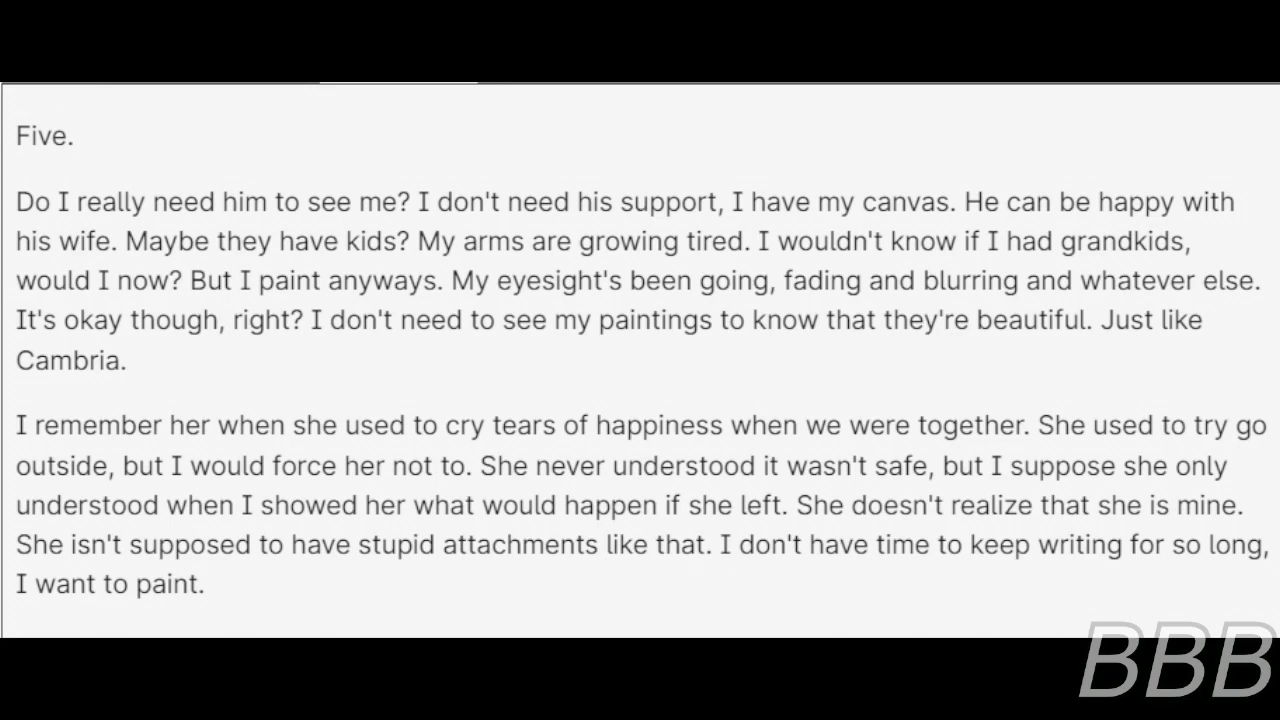 Five.
Do I really need him to see me? I don't need his support, I have my canvas. He can be happy with
his wife. Maybe they have kids? My arms are growing tired. I wouldn't know if I had grandkids,
would I now? But I paint anyways. My eyesight's been going, fading and blurring and whatever else.
It's okay though, right? I don't need to see my paintings to know that they're beautiful. Just like
Cambria.
I remember her when she used to cry tears of happiness when we were together. She used to try go
outside, but I would force her not to. She never understood it wasn't safe, but I suppose she only
understood when I showed her what would happen if she left. She doesn't realize that she is mine.
She isn't supposed to have stupid attachments like that. I don't have time to keep writing for so long,
I want to paint.
BBB